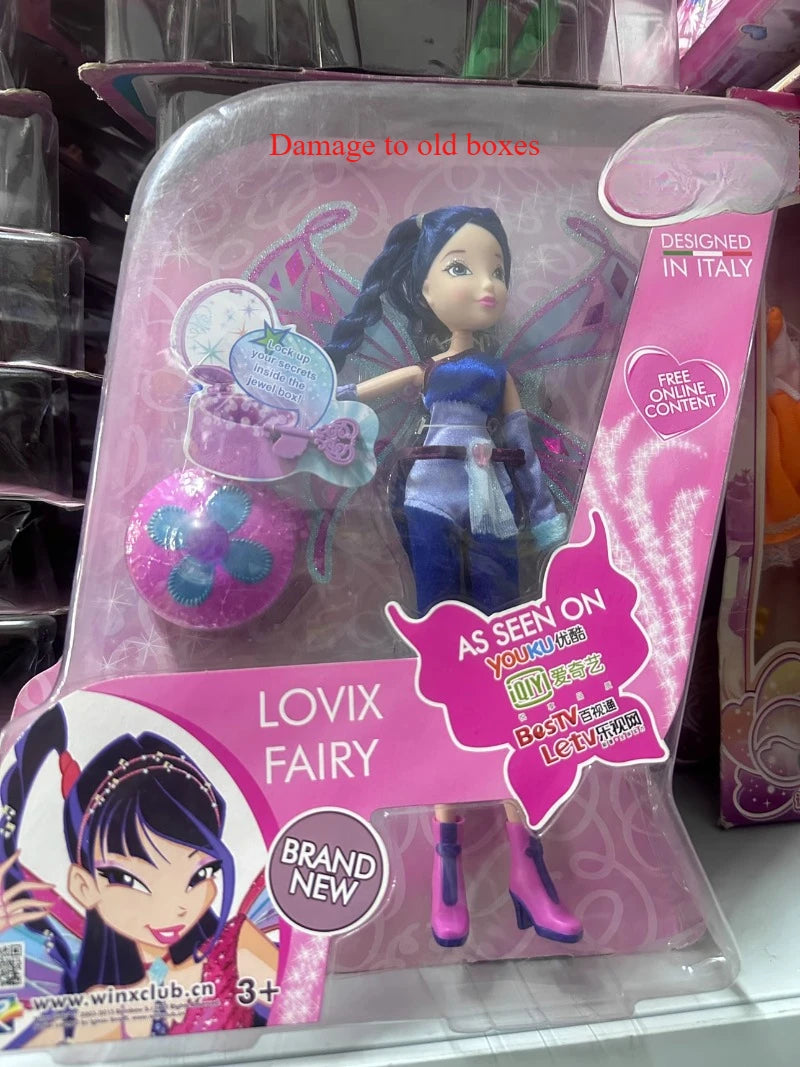 Damage to old boxes
DESIGNED
IN ITALY
Lock up
your secrets
inside the
jewel box!
FREE
ONLINE
CONTENT
AS SEEN ON
YOUKU优酷
iQIYI 爱奇艺
BesTV百视通
Letv乐视网
LOVIX
FAIRY
BRAND
NEW
www.winxclub.cn 3+